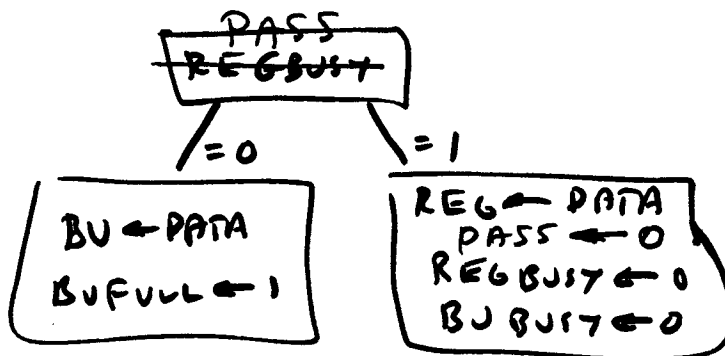 PASS
REGBUSY
=0
=1
BU ← DATA
BUFULL ← 1
REG ← DATA
PASS ← 0
REGBUSY ← 0
BUBUSY ← 0